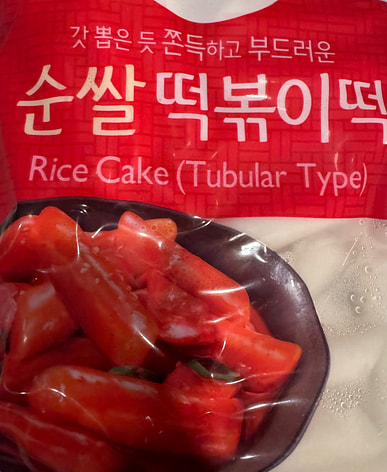 갓 뽑은 듯 쫀득하고 부드러운
순쌀 떡볶이떡
Rice Cake (Tubular Type)